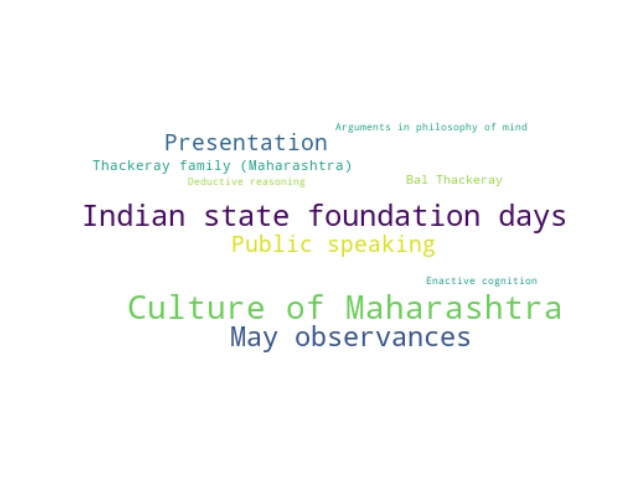 Arguments in philosophy of mind
Presentation
Thackeray family (Maharashtra)
Deductive reasoning
Bal Thackeray
Indian state foundation days
Public speaking
Enactive cognition
Culture of Maharashtra
May observances